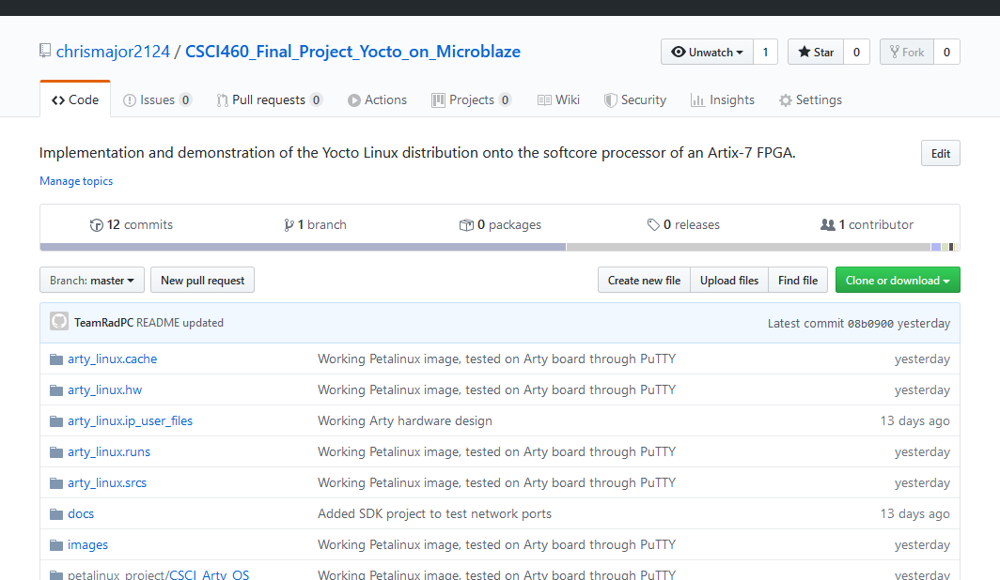 chrismajor2124 / CSCI460_Final_Project_Yocto_on_Microblaze
Unwatch 1 Star 0 Fork 0
Code Issues 0 Pull requests 0 Actions Projects 0 Wiki Security Insights Settings
Implementation and demonstration of the Yocto Linux distribution onto the softcore processor of an Artix-7 FPGA. Edit
Manage topics
12 commits 1 branch 0 packages 0 releases 1 contributor
Branch: master New pull request Create new file Upload files Find file Clone or download
TeamRadPC README updated Latest commit 08b0900 yesterday
arty_linux.cache Working Petalinux image, tested on Arty board through PuTTY yesterday
arty_linux.hw Working Petalinux image, tested on Arty board through PuTTY yesterday
arty_linux.ip_user_files Working Arty hardware design 13 days ago
arty_linux.runs Working Petalinux image, tested on Arty board through PuTTY yesterday
arty_linux.srcs Working Petalinux image, tested on Arty board through PuTTY yesterday
docs Added SDK project to test network ports 13 days ago
images Working Petalinux image, tested on Arty board through PuTTY yesterday
petalinux_project/CSCI_Arty_OS Working Petalinux image, tested on Arty board through PuTTY yesterday